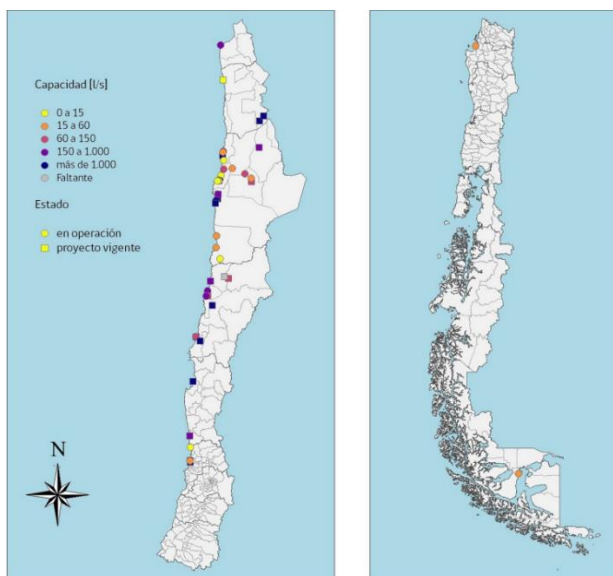 Capacidad [l/s]
0 a 15
15 a 60
60 a 150
150 a 1.000
más de 1.000
Faltante
Estado
en operación
proyecto vigente
N